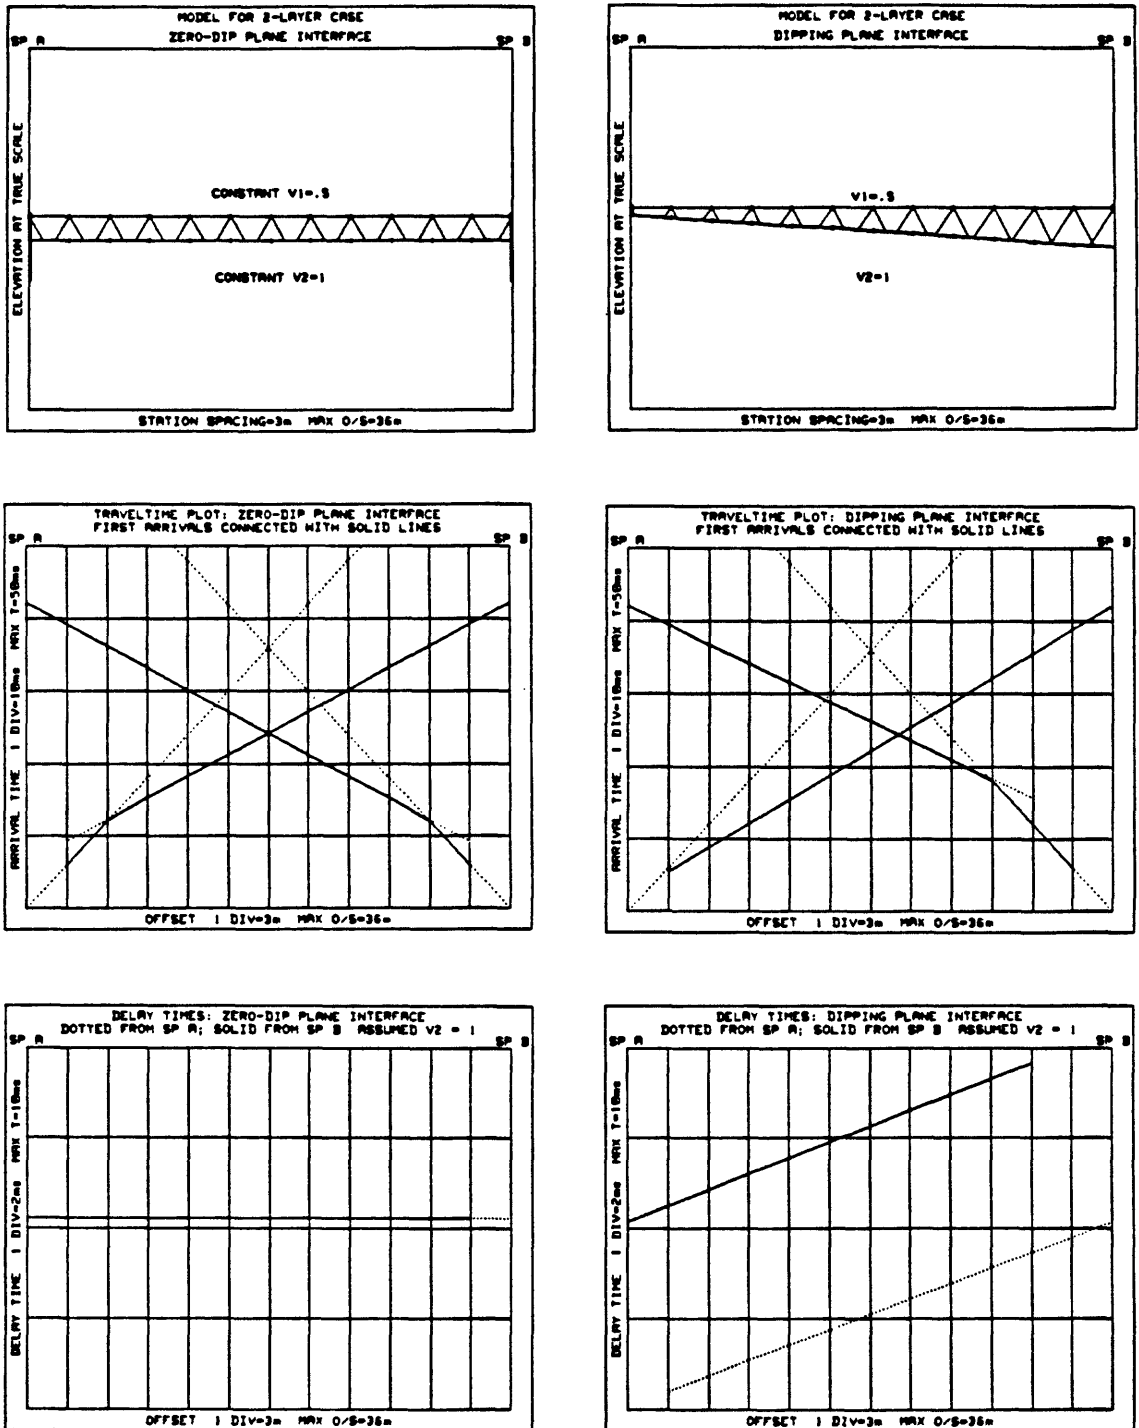 MODEL FOR 2-LAYER CASE
ZERO-DIP PLANE INTERFACE
SP A
SP B
ELEVATION AT TRUE SCALE
CONSTANT V1=.5
CONSTANT V2=1
STATION SPACING=3m MAX O/S=36m
MODEL FOR 2-LAYER CASE
DIPPING PLANE INTERFACE
SP A
SP B
ELEVATION AT TRUE SCALE
V1=.5
V2=1
STATION SPACING=3m MAX O/S=36m
TRAVELTIME PLOT: ZERO-DIP PLANE INTERFACE
FIRST ARRIVALS CONNECTED WITH SOLID LINES
SP A
SP B
ARRIVAL TIME 1 DIV=10ms MAX T=50ms
OFFSET 1 DIV=3m MAX O/S=36m
TRAVELTIME PLOT: DIPPING PLANE INTERFACE
FIRST ARRIVALS CONNECTED WITH SOLID LINES
SP A
SP B
ARRIVAL TIME 1 DIV=10ms MAX T=50ms
OFFSET 1 DIV=3m MAX O/S=36m
DELAY TIMES: ZERO-DIP PLANE INTERFACE
DOTTED FROM SP A; SOLID FROM SP B ASSUMED V2 = 1
SP A
SP B
DELAY TIME 1 DIV=2ms MAX T=10ms
OFFSET 1 DIV=3m MAX O/S=36m
DELAY TIMES: DIPPING PLANE INTERFACE
DOTTED FROM SP A; SOLID FROM SP B ASSUMED V2 = 1
SP A
SP B
DELAY TIME 1 DIV=2ms MAX T=10ms
OFFSET 1 DIV=3m MAX O/S=36m